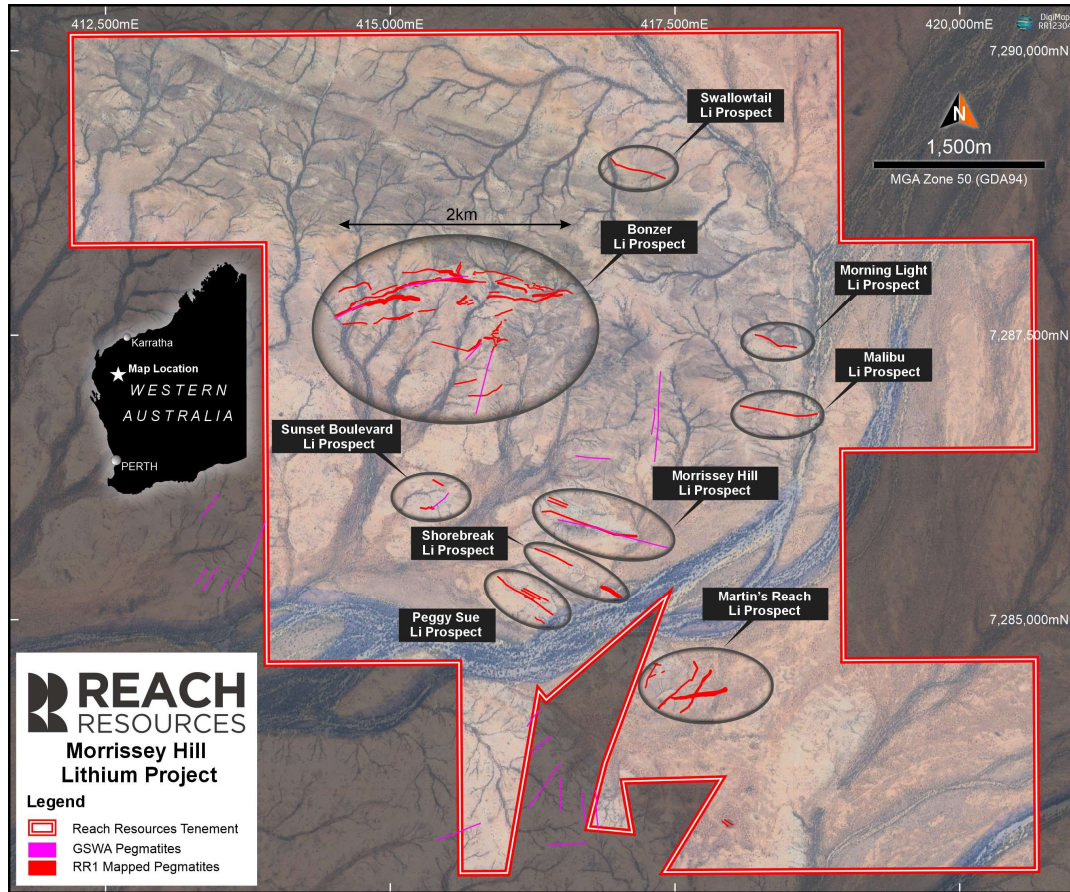 412,500mE
415,000mE
417,500mE
420,000mE
DigiMap
RR12304
7,290,000mN
Swallowtail
Li Prospect
N
1,500m
MGA Zone 50 (GDA94)
2km
Bonzer
Li Prospect
Morning Light
Li Prospect
7,287,500mN
Karratha
Map Location
WESTERN
AUSTRALIA
PERTH
Malibu
Li Prospect
Sunset Boulevard
Li Prospect
Morrissey Hill
Li Prospect
Shorebreak
Li Prospect
Martin's Reach
Li Prospect
Peggy Sue
Li Prospect
7,285,000mN
REACH
RESOURCES
Morrissey Hill
Lithium Project
Legend
Reach Resources Tenement
GSWA Pegmatites
RR1 Mapped Pegmatites